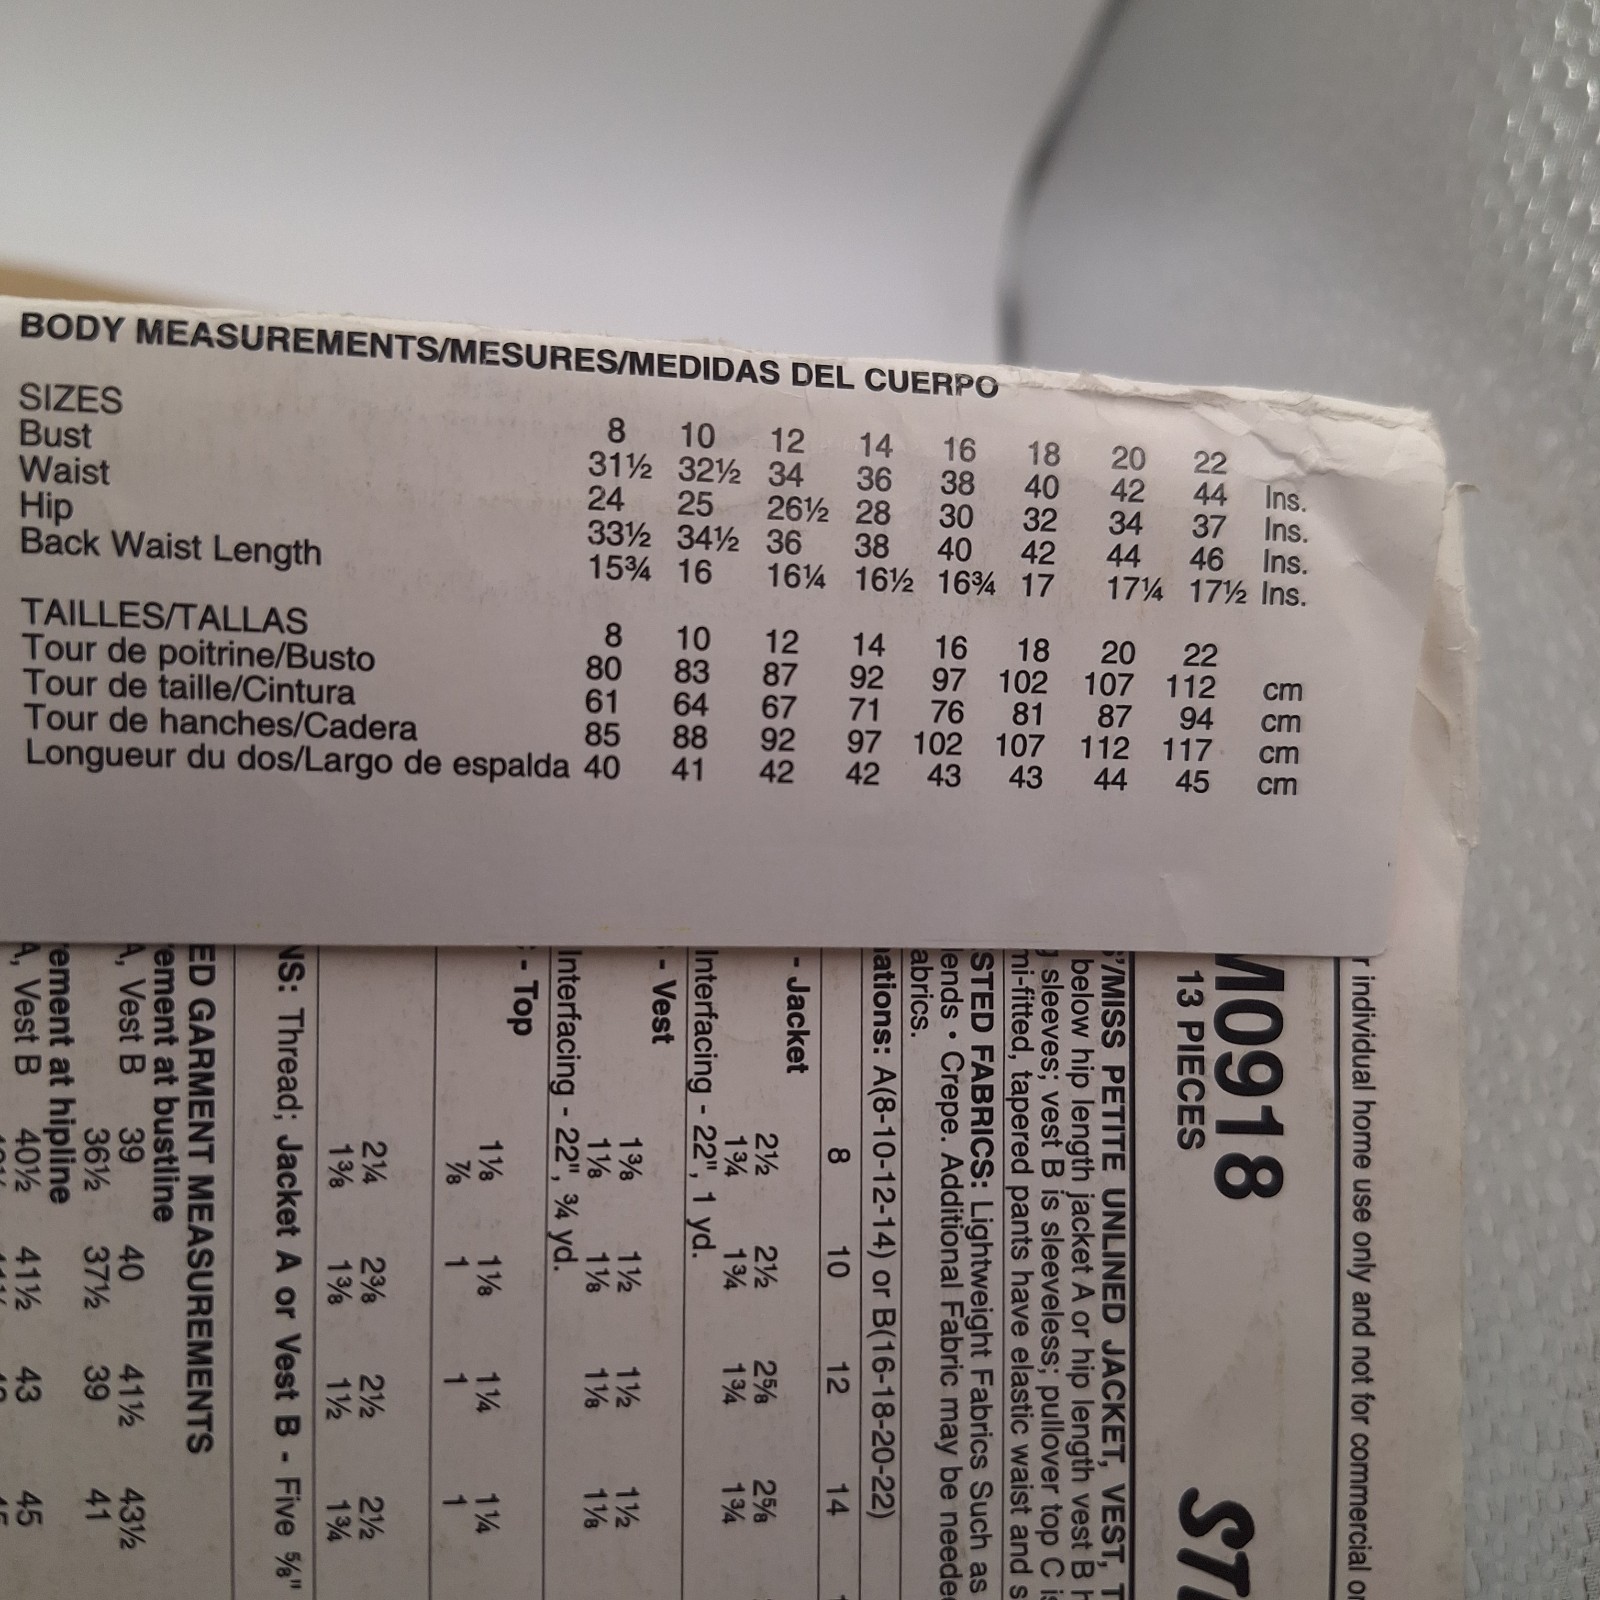 BODY MEASUREMENTS/MESURES/MEDIDAS DEL CUERPO
SIZES 8 10 12 14 16 18 20 22
Bust 31½ 32½ 34 36 38 40 42 44 Ins.
Waist 24 25 26½ 28 30 32 34 37 Ins.
Hip 33½ 34½ 36 38 40 42 44 46 Ins.
Back Waist Length 15¾ 16 16¼ 16½ 16¾ 17 17¼ 17½ Ins.
TAILLES/TALLAS 8 10 12 14 16 18 20 22
Tour de poitrine/Busto 80 83 87 92 97 102 107 112 cm
Tour de taille/Cintura 61 64 67 71 76 81 87 94 cm
Tour de hanches/Cadera 85 88 92 97 102 107 112 117 cm
Longueur du dos/Largo de espalda 40 41 42 42 43 43 44 45 cm
r individual home use only and not for commercial or
M0918
13 PIECES
'/MISS PETITE UNLINED JACKET, VEST, T
below hip length jacket A or hip length vest B h
sleeves; vest B is sleeveless; pullover top C is
mi-fitted, tapered pants have elastic waist and s
STED FABRICS: Lightweight Fabrics Such as
ends • Crepe. Additional Fabric may be neede
abrics.
ations: A(8-10-12-14) or B(16-18-20-22)
8 10 12 14
- Jacket
2½ 2½ 2⅝ 2⅝
1¾ 1¾ 1¾ 1¾
Interfacing - 22", 1 yd.
- Vest
1⅜ 1½ 1½ 1½
1⅛ 1⅛ 1⅛ 1⅛
Interfacing - 22", ¾ yd.
- Top
1⅛ 1⅛ 1¼ 1¼
⅞ 1 1 1
2¼ 2⅜ 2½ 2½
1⅜ 1⅜ 1½ 1¾
NS: Thread; Jacket A or Vest B - Five ⅝"
ED GARMENT MEASUREMENTS
ement at bustline
A, Vest B 39 40 41½ 43½
36½ 37½ 39 41
ement at hipline
A, Vest B 40½ 41½ 43 45